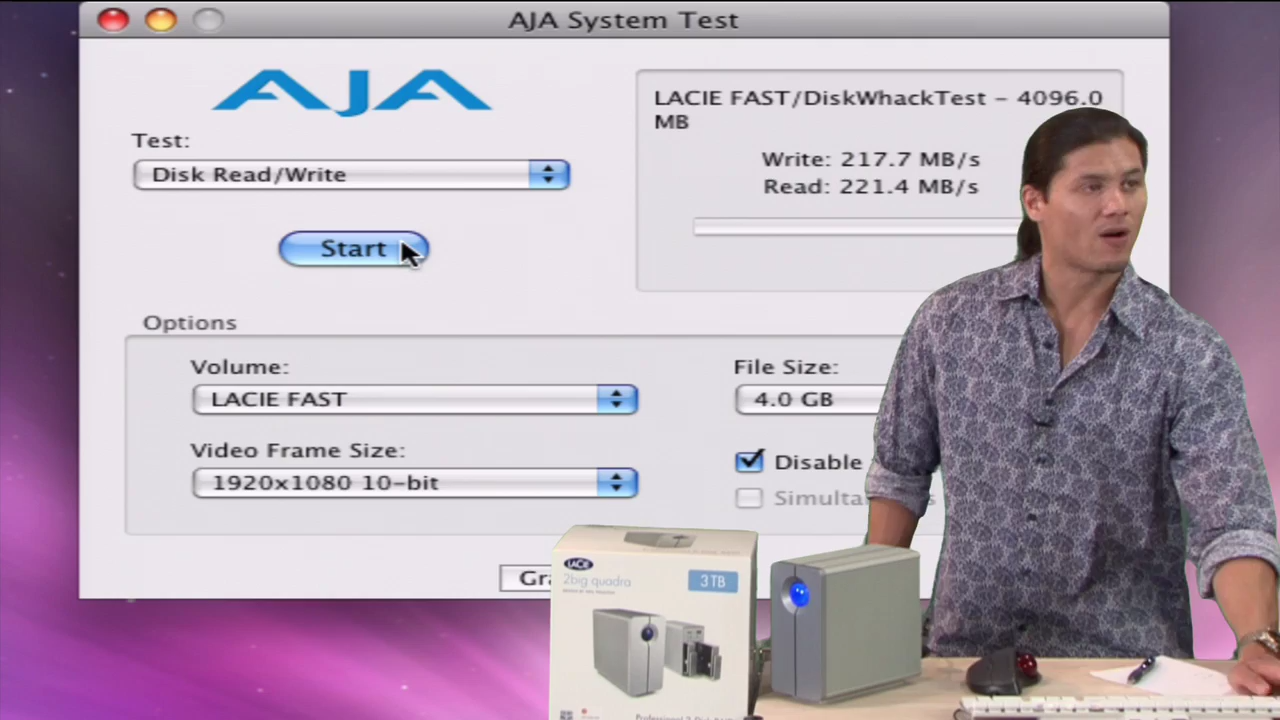 AJA System Test
AJA
LACIE FAST/DiskWhackTest - 4096.0
MB
Test:
Disk Read/Write
Write: 217.7 MB/s
Read: 221.4 MB/s
Start
Options
Volume:
LACIE FAST
File Size:
4.0 GB
Video Frame Size:
1920x1080 10-bit
Disable
LACIE
2big quadra
3TB